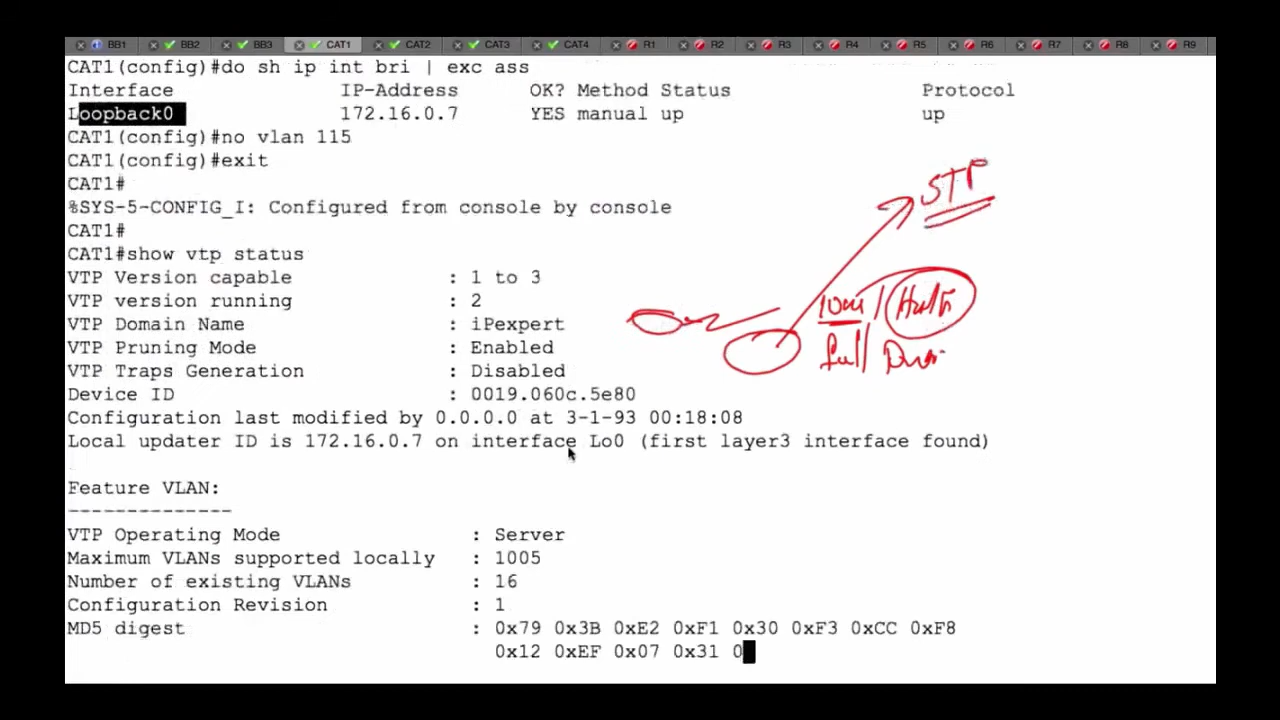 BB1 BB2 BB3 CAT1 CAT2 CAT3 CAT4 R1 R2 R3 R4 R5 R6 R7 R8 R9
CAT1(config)#do sh ip int bri | exc ass
Interface IP-Address OK? Method Status Protocol
Loopback0 172.16.0.7 YES manual up up
CAT1(config)#no vlan 115
CAT1(config)#exit
CAT1#
STP
%SYS-5-CONFIG_I: Configured from console by console
CAT1#
CAT1#show vtp status
VTP Version capable : 1 to 3
VTP version running : 2
VTP Domain Name : iPexpert
Half
VTP Pruning Mode : Enabled
full
VTP Traps Generation : Disabled
Device ID : 0019.060c.5e80
Configuration last modified by 0.0.0.0 at 3-1-93 00:18:08
Local updater ID is 172.16.0.7 on interface Lo0 (first layer3 interface found)
Feature VLAN:
--------------
VTP Operating Mode : Server
Maximum VLANs supported locally : 1005
Number of existing VLANs : 16
Configuration Revision : 1
MD5 digest : 0x79 0x3B 0xE2 0xF1 0x30 0xF3 0xCC 0xF8
0x12 0xEF 0x07 0x31 0